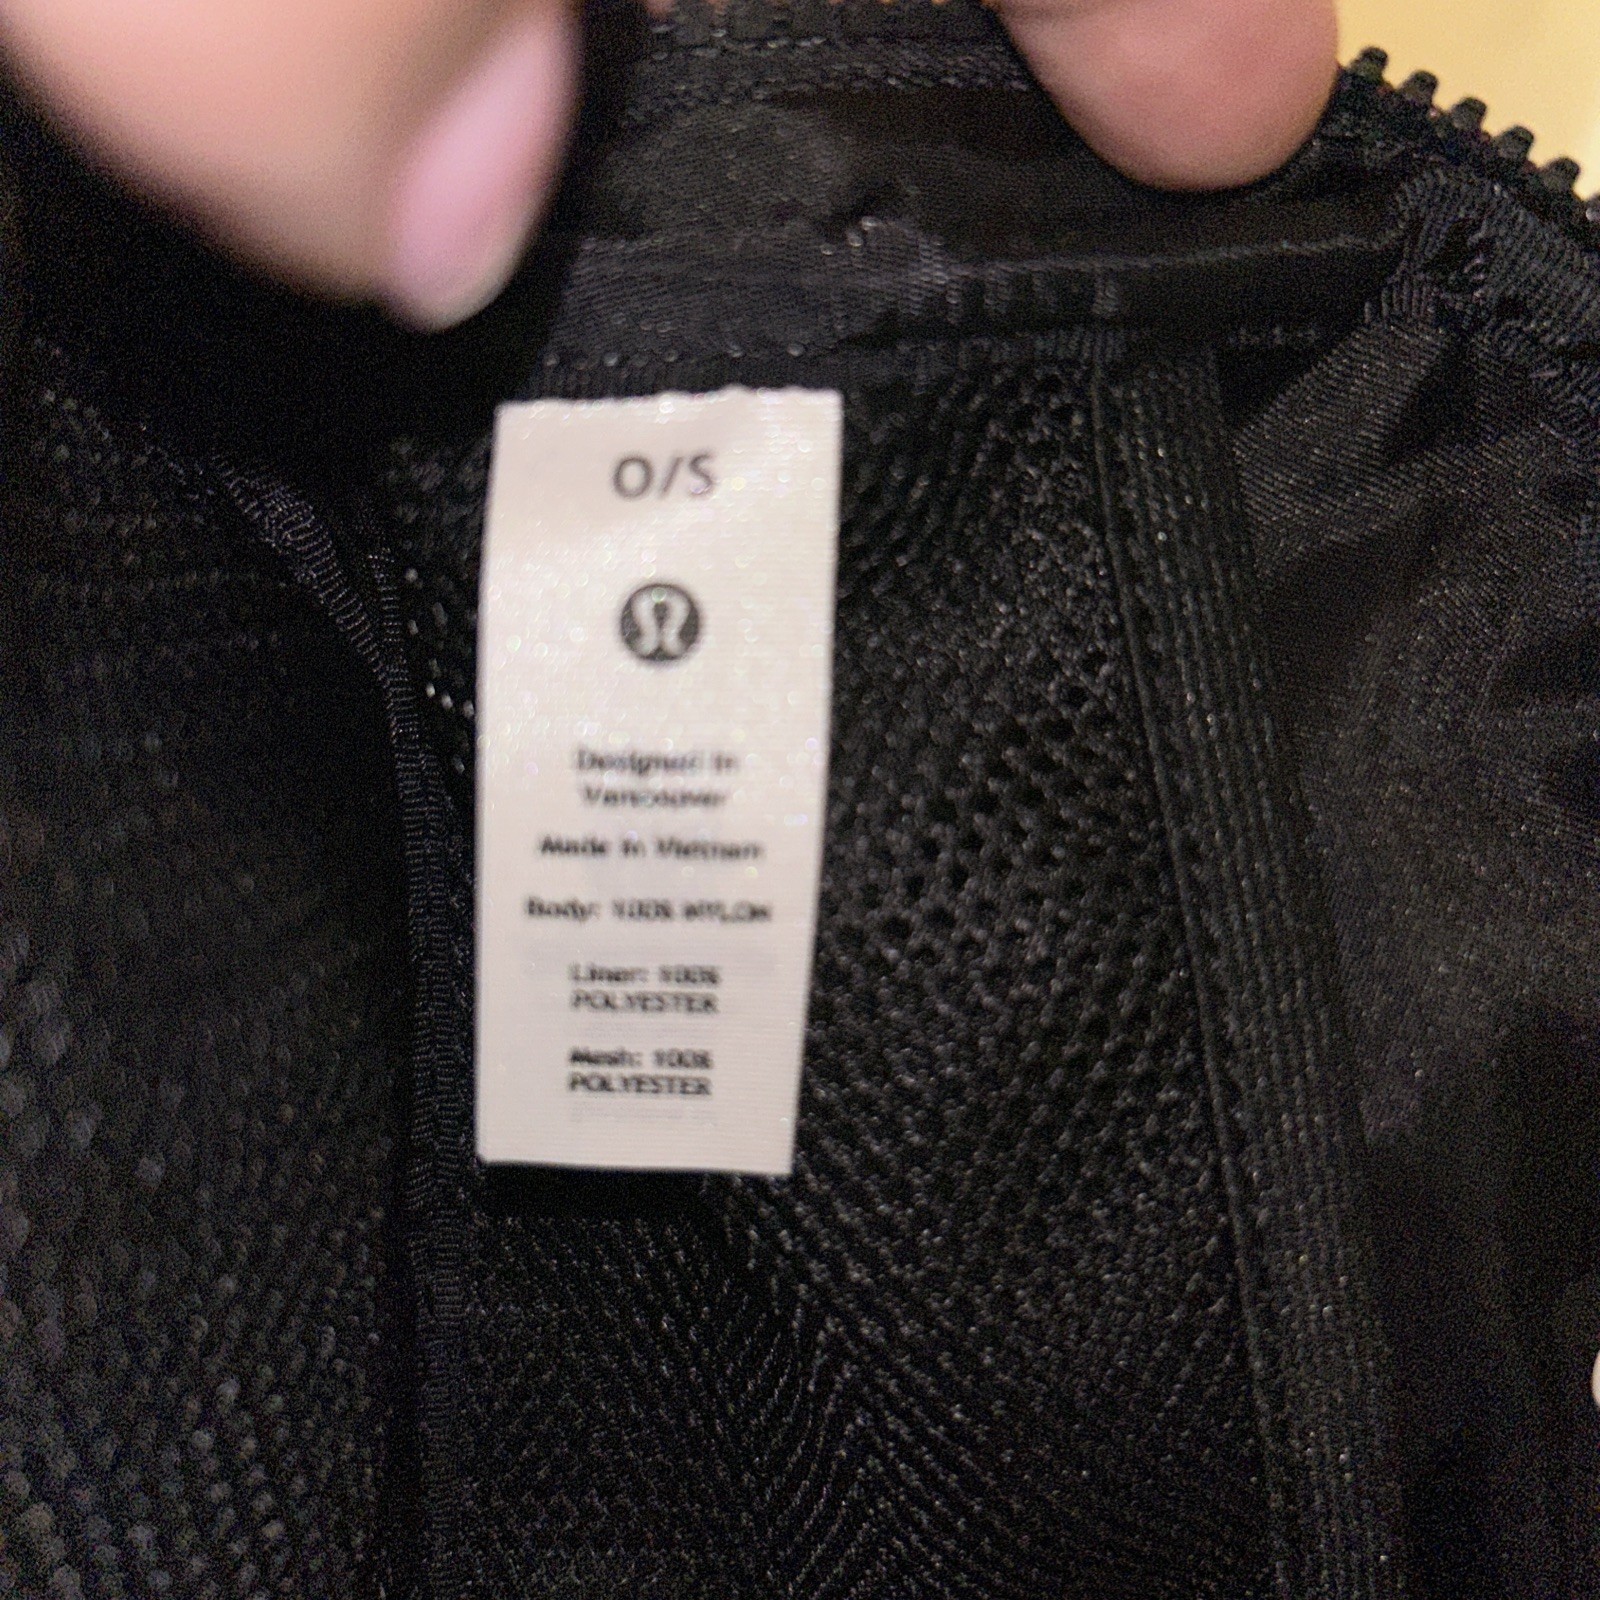 O/S
Designed in
Vancouver
Made in Vietnam
Body: 100% NYLON
Liner: 100%
POLYESTER
Mesh: 100%
POLYESTER